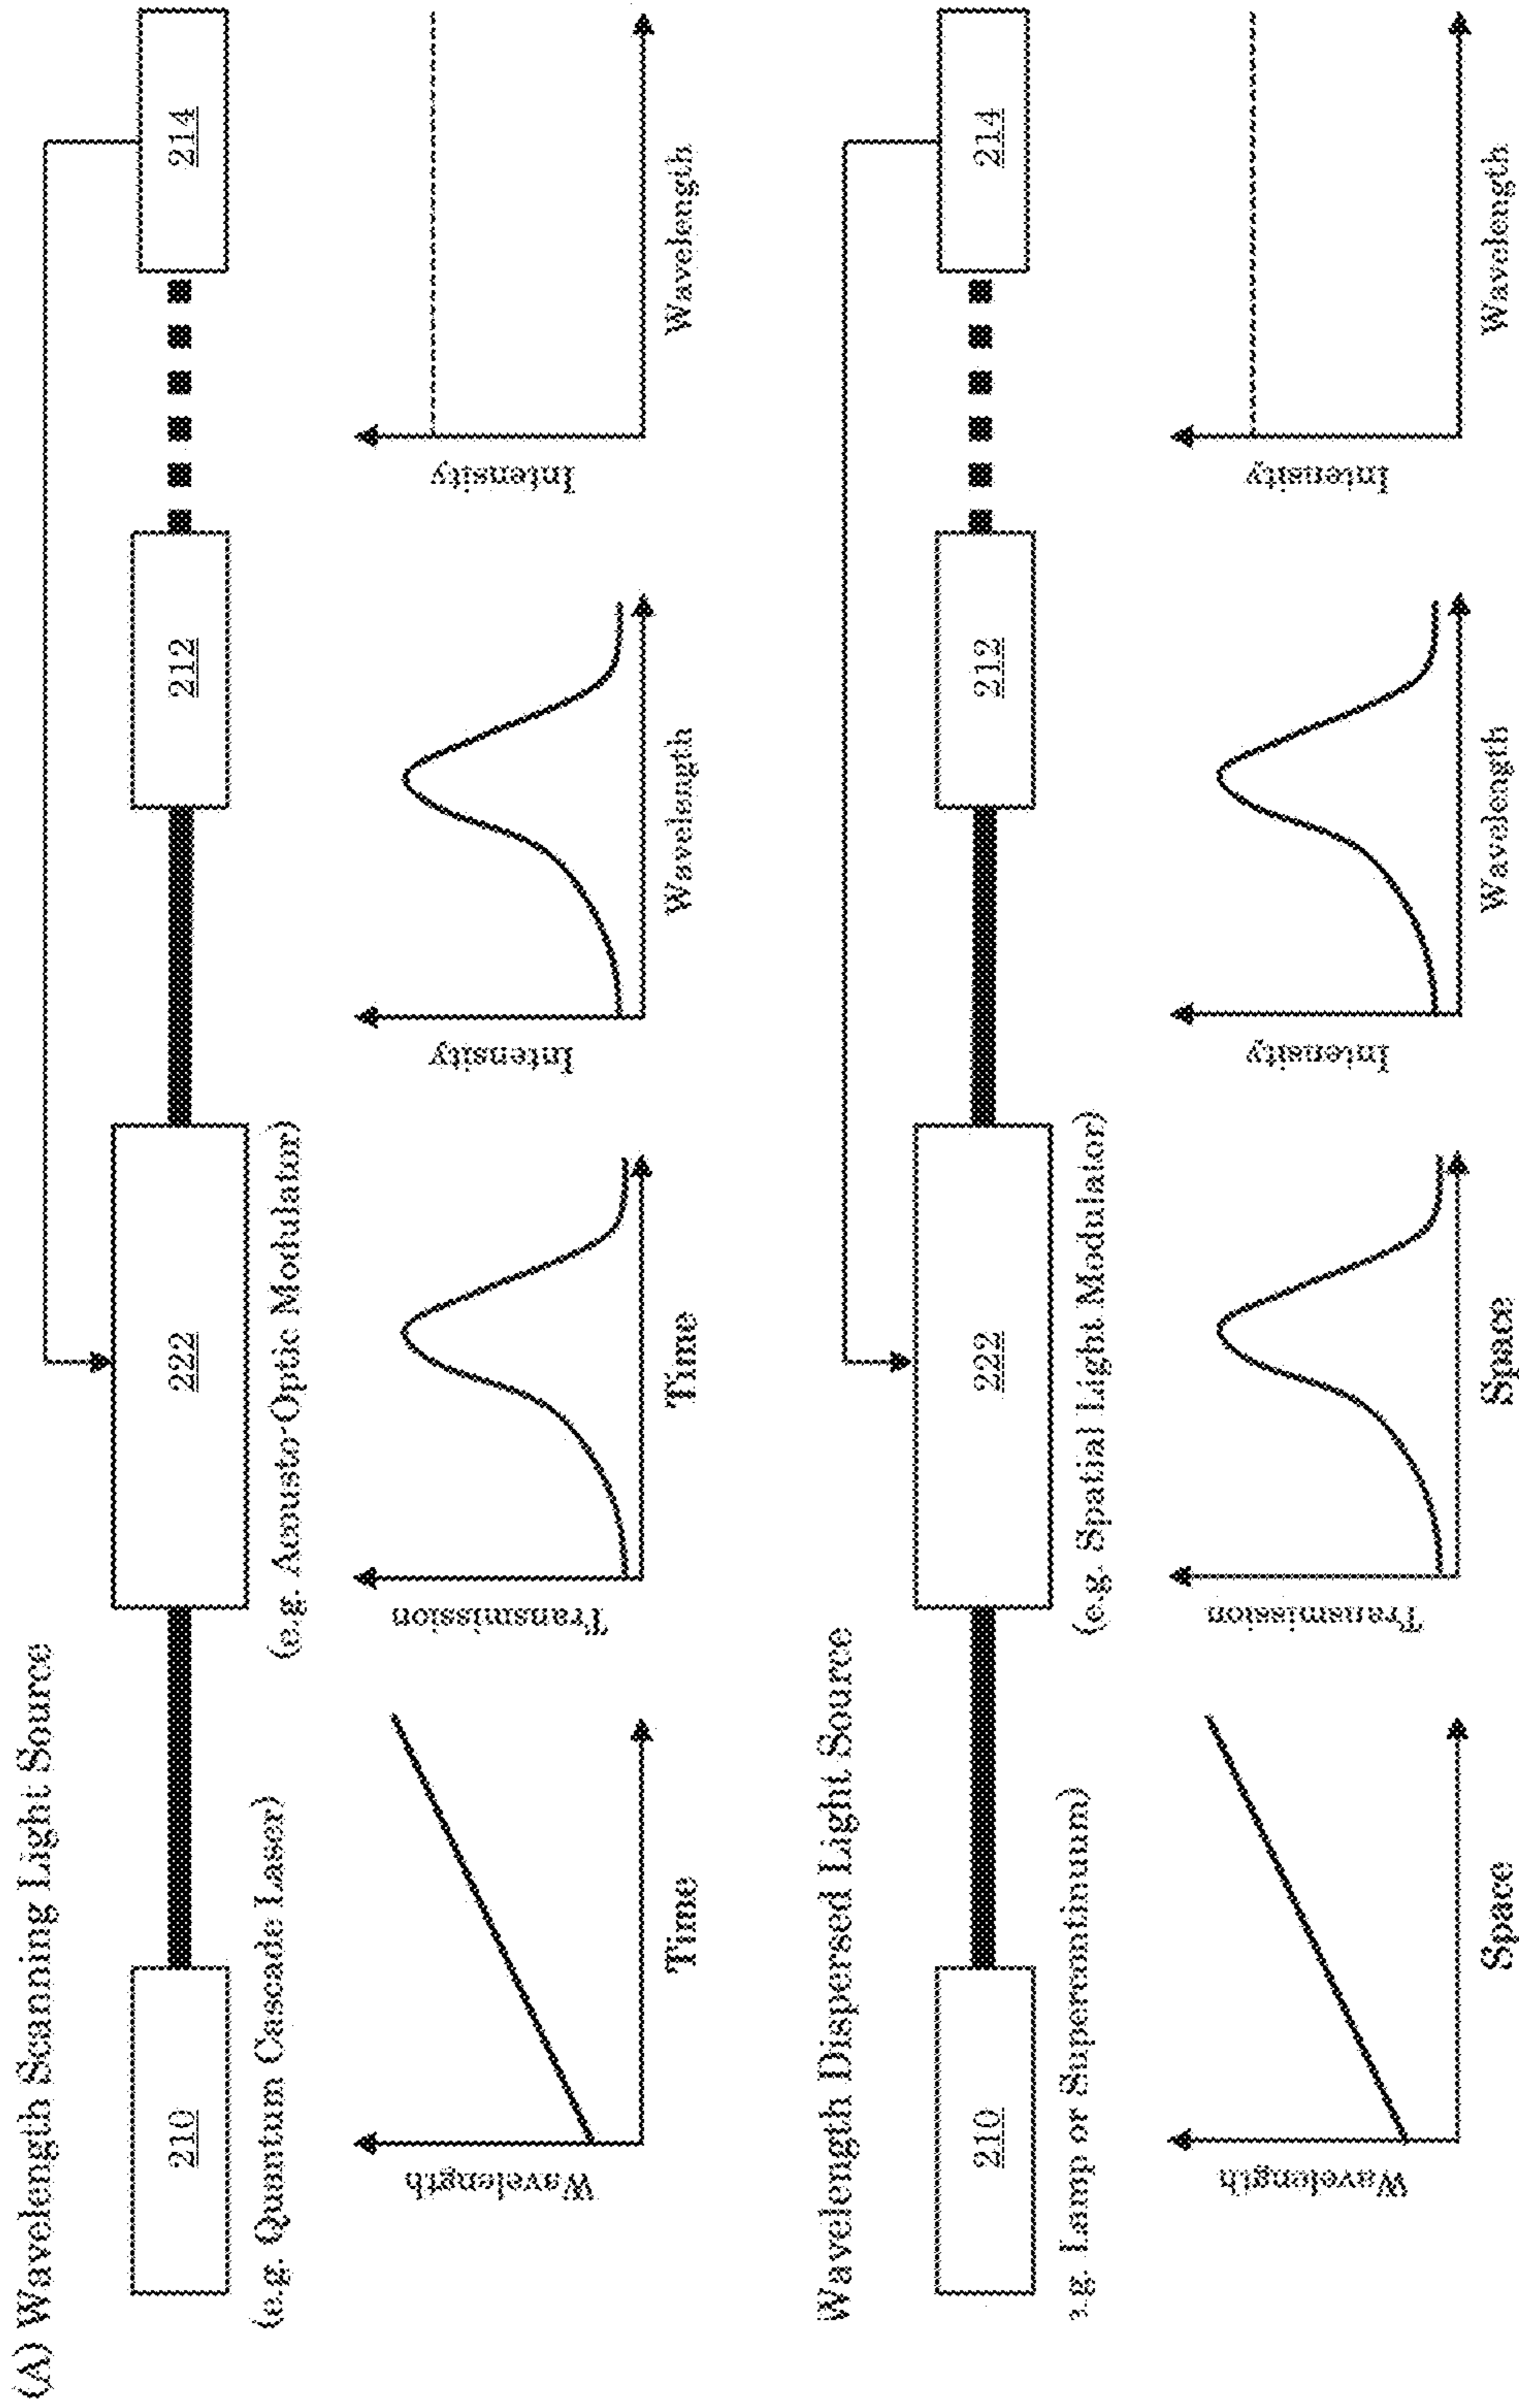 (A) Wavelength Scanning Light Source
210
222
212
214
(e.g. Quantum Cascade Laser)
(e.g. Acousto-Optic Modulator)
Wavelength
Time
Transmission
Time
Intensity
Wavelength
Intensity
Wavelength
Wavelength Dispersed Light Source
210
222
212
214
e.g. Lamp or Supercontinuum)
(e.g. Spatial Light Modulator)
Wavelength
Space
Transmission
Space
Intensity
Wavelength
Intensity
Wavelength